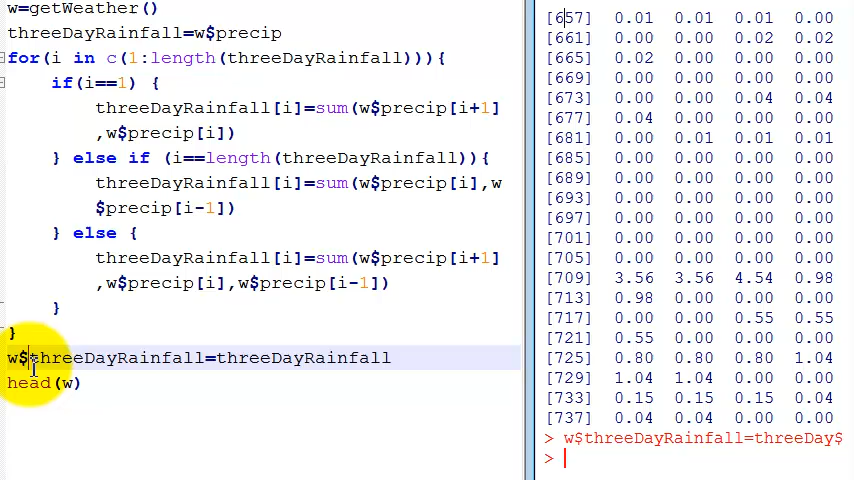 w=getWeather()
threeDayRainfall=w$precip
for(i in c(1:length(threeDayRainfall))){
if(i==1) {
threeDayRainfall[i]=sum(w$precip[i+1]
,w$precip[i])
} else if (i==length(threeDayRainfall)){
threeDayRainfall[i]=sum(w$precip[i],w
$precip[i-1])
} else {
threeDayRainfall[i]=sum(w$precip[i+1]
,w$precip[i],w$precip[i-1])
}
}
w$threeDayRainfall=threeDayRainfall
head(w)
[657] 0.01 0.01 0.01 0.00
[661] 0.00 0.00 0.02 0.02
[665] 0.02 0.00 0.00 0.00
[669] 0.00 0.00 0.00 0.00
[673] 0.00 0.00 0.04 0.04
[677] 0.04 0.00 0.00 0.00
[681] 0.00 0.01 0.01 0.01
[685] 0.00 0.00 0.00 0.00
[689] 0.00 0.00 0.00 0.00
[693] 0.00 0.00 0.00 0.00
[697] 0.00 0.00 0.00 0.00
[701] 0.00 0.00 0.00 0.00
[705] 0.00 0.00 0.00 0.00
[709] 3.56 3.56 4.54 0.98
[713] 0.98 0.00 0.00 0.00
[717] 0.00 0.00 0.55 0.55
[721] 0.55 0.00 0.00 0.00
[725] 0.80 0.80 0.80 1.04
[729] 1.04 1.04 0.00 0.00
[733] 0.15 0.15 0.15 0.04
[737] 0.04 0.04 0.00 0.00
> w$threeDayRainfall=threeDay$
>